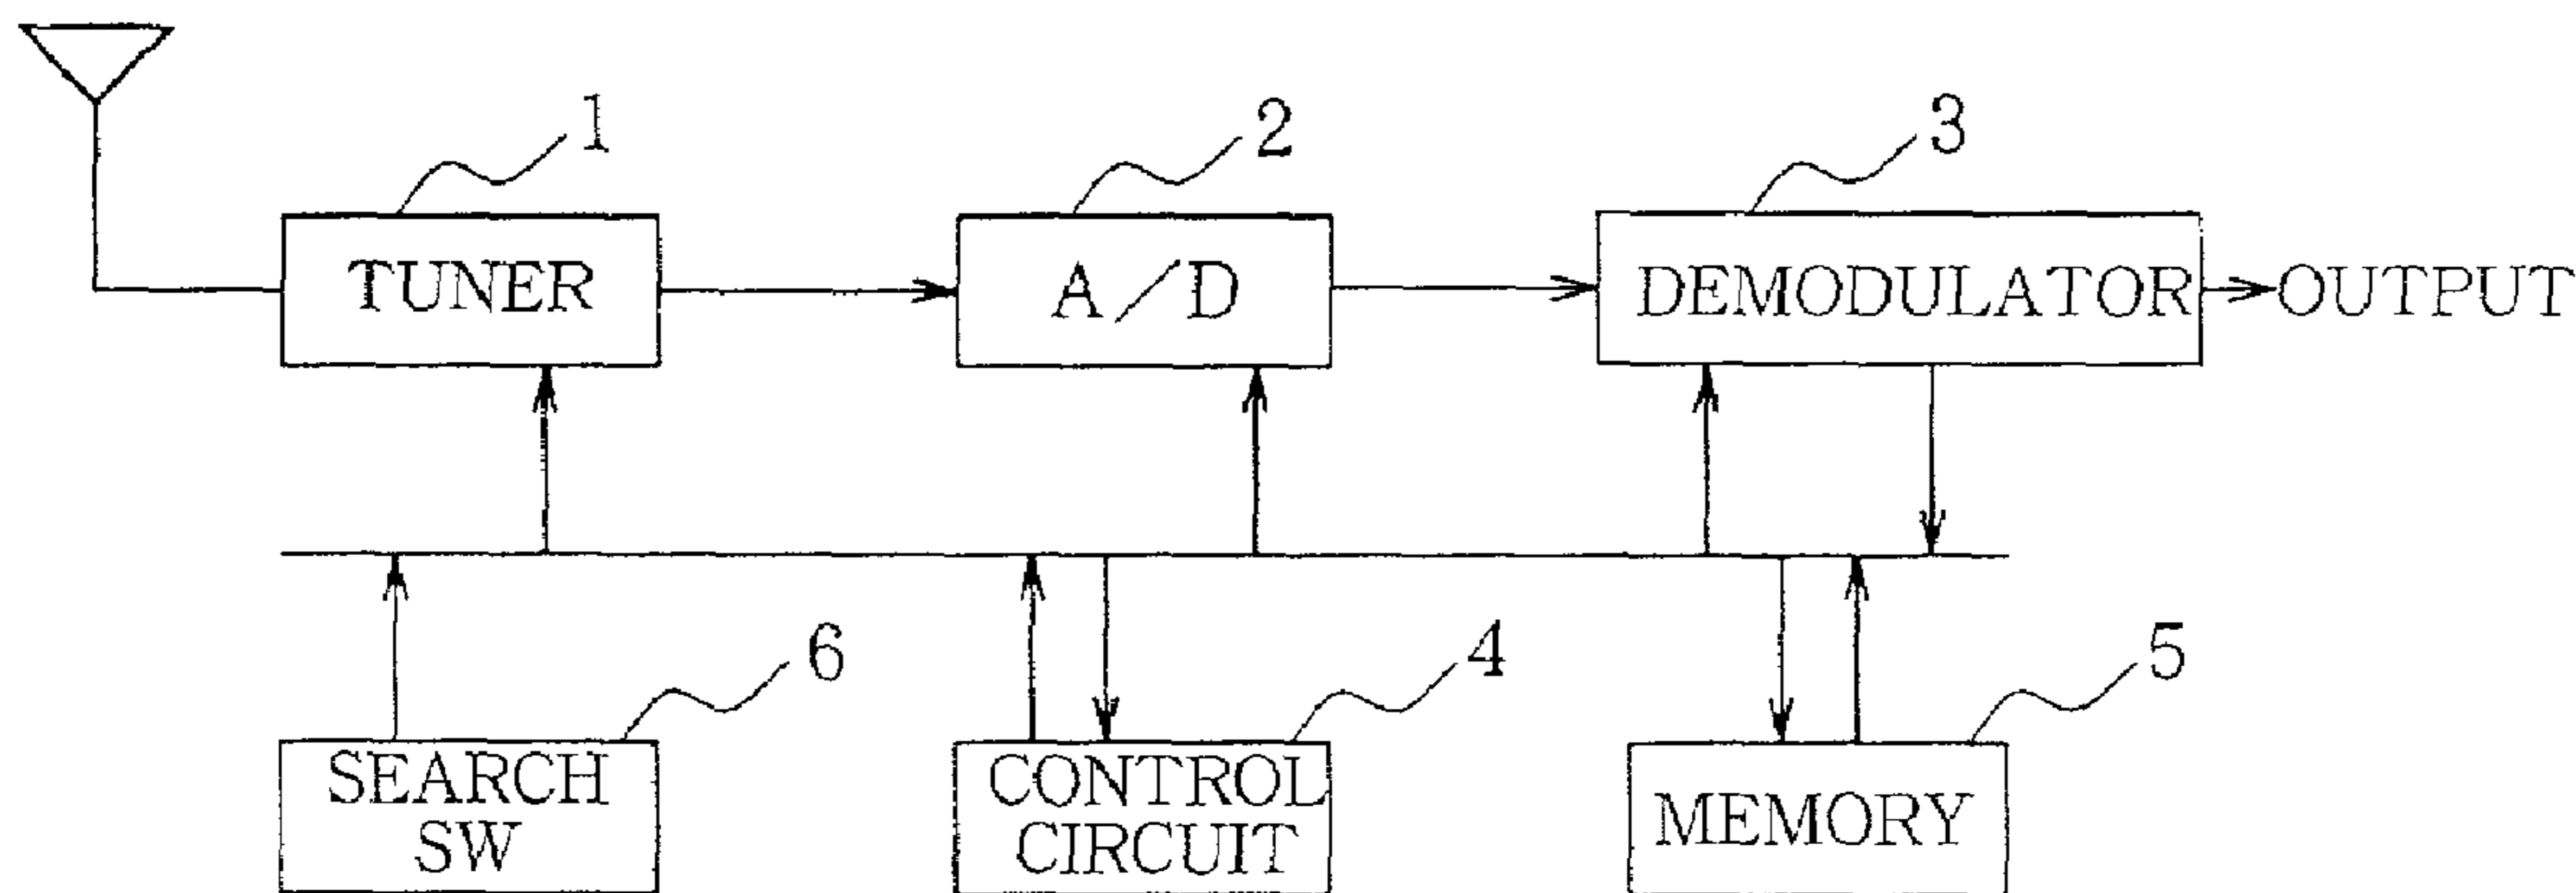 1
2
3
TUNER
A/D
DEMODULATOR
OUTPUT
6
4
5
SEARCH
SW
CONTROL
CIRCUIT
MEMORY